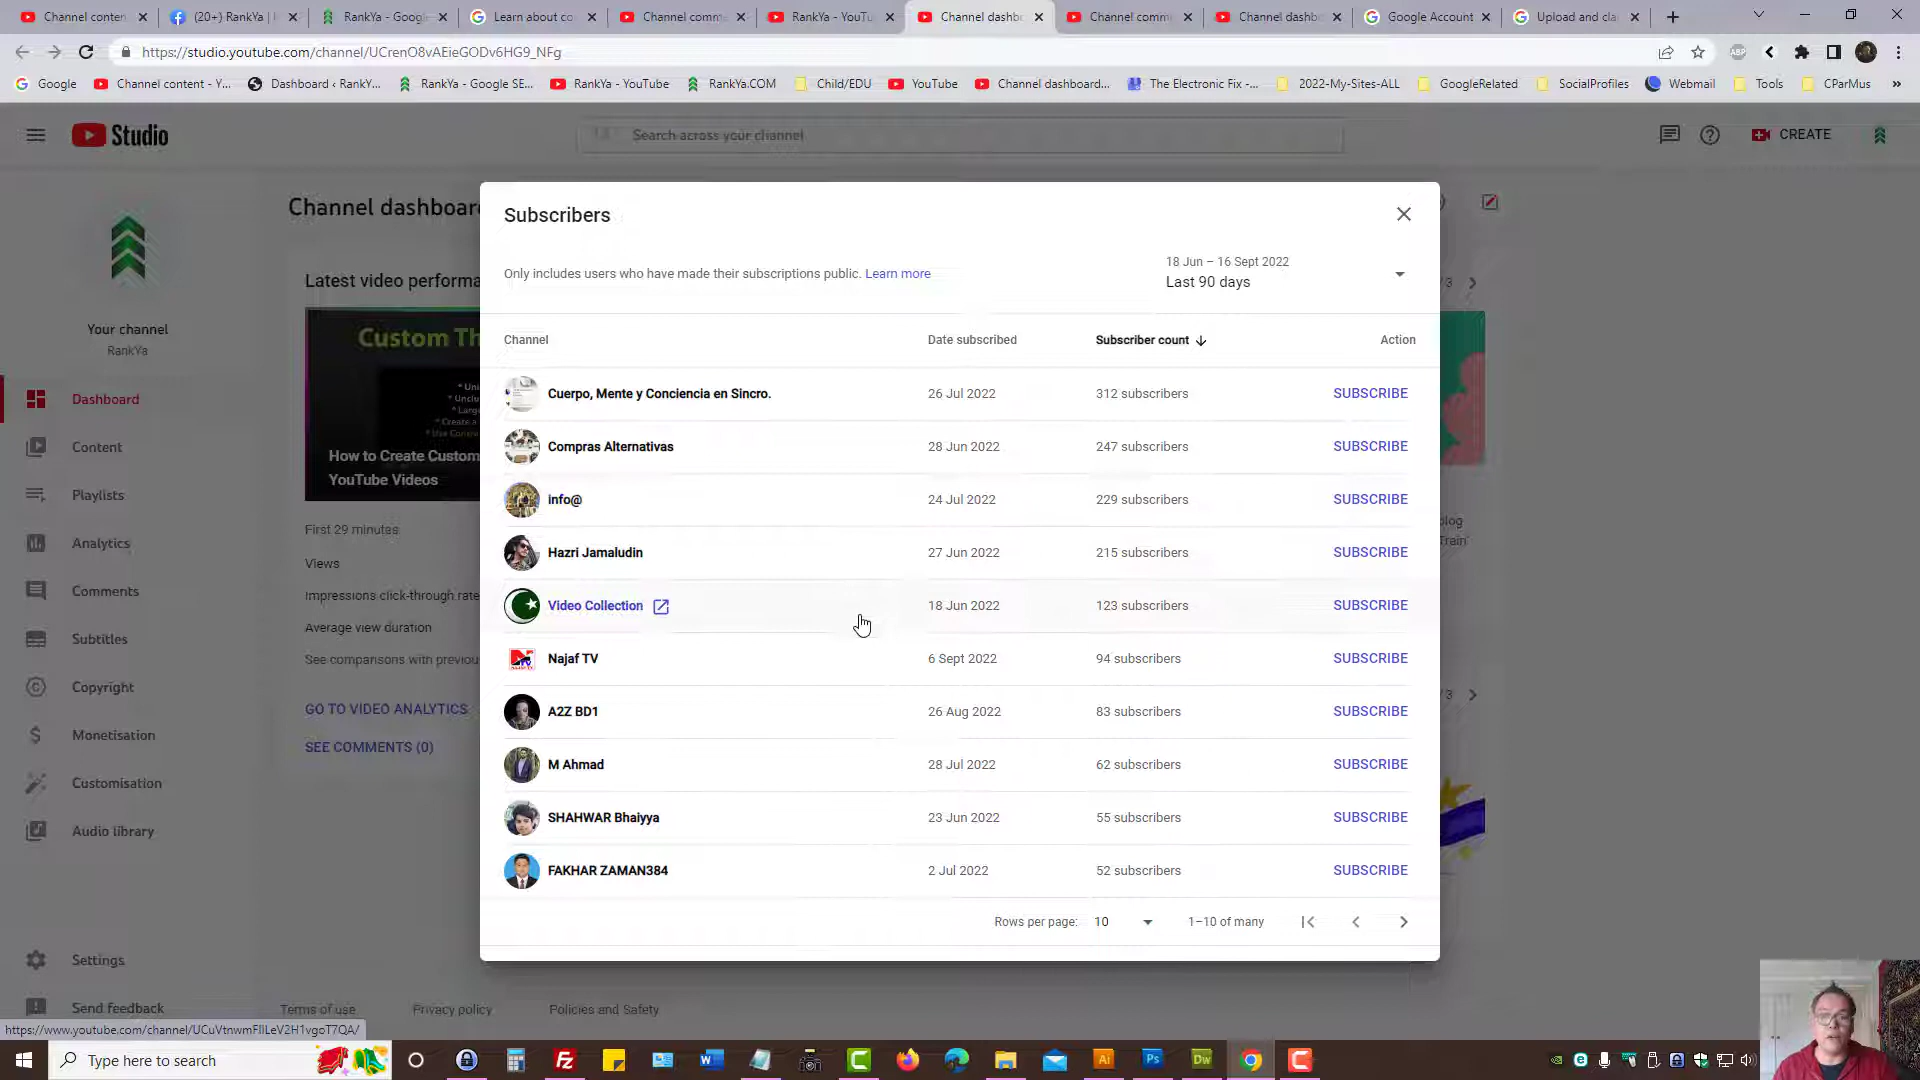 Channel conten
(20+) RankYa |
RankYa - Googl
Learn about co
Channel comm
RankYa - YouTu
Channel dashb
Channel comm
Channel dashb
Google Account
Upload and cla
https://studio.youtube.com/channel/UCrenO8vAEieGODv6HG9_NFg
Google
Channel content - Y...
Dashboard ‹ RankY...
RankYa - Google SE...
RankYa - YouTube
RankYa.COM
Child/EDU
YouTube
Channel dashboard...
The Electronic Fix -...
2022-My-Sites-ALL
GoogleRelated
SocialProfiles
Webmail
Tools
CParMus
»
Studio
Search across your channel
CREATE
Channel dashboar
Subscribers
Only includes users who have made their subscriptions public. Learn more
18 Jun – 16 Sept 2022
Last 90 days
Latest video performa
/ 3
Custom Th
Your channel
RankYa
Channel Date subscribed Subscriber count Action
Cuerpo, Mente y Conciencia en Sincro. 26 Jul 2022 312 subscribers SUBSCRIBE
Compras Alternativas 28 Jun 2022 247 subscribers SUBSCRIBE
info@ 24 Jul 2022 229 subscribers SUBSCRIBE
Hazri Jamaludin 27 Jun 2022 215 subscribers SUBSCRIBE
Video Collection 18 Jun 2022 123 subscribers SUBSCRIBE
Najaf TV 6 Sept 2022 94 subscribers SUBSCRIBE
A2Z BD1 26 Aug 2022 83 subscribers SUBSCRIBE
M Ahmad 28 Jul 2022 62 subscribers SUBSCRIBE
SHAHWAR Bhaiyya 23 Jun 2022 55 subscribers SUBSCRIBE
FAKHAR ZAMAN384 2 Jul 2022 52 subscribers SUBSCRIBE
Rows per page: 10 1–10 of many
Dashboard
Content
Playlists
Analytics
Comments
Subtitles
Copyright
Monetisation
Customisation
Audio library
Settings
Send feedback
How to Create Custom
YouTube Videos
First 29 minutes:
Views
Impressions click-through rate
Average view duration
See comparisons with previou
GO TO VIDEO ANALYTICS
SEE COMMENTS (0)
blog
Train'
/ 3
Terms of use
Privacy policy
Policies and Safety
Type here to search
ABP